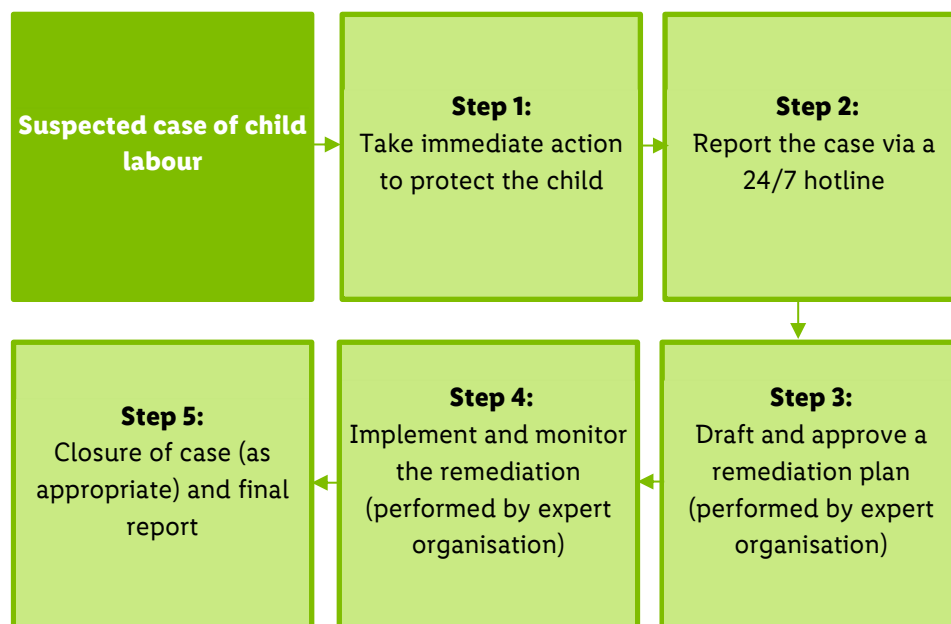 Suspected case of child
labour
Step 1:
Take immediate action
to protect the child
Step 2:
Report the case via a
24/7 hotline
Step 3:
Draft and approve a
remediation plan
(performed by expert
organisation)
Step 4:
Implement and monitor
the remediation
(performed by expert
organisation)
Step 5:
Closure of case (as
appropriate) and final
report